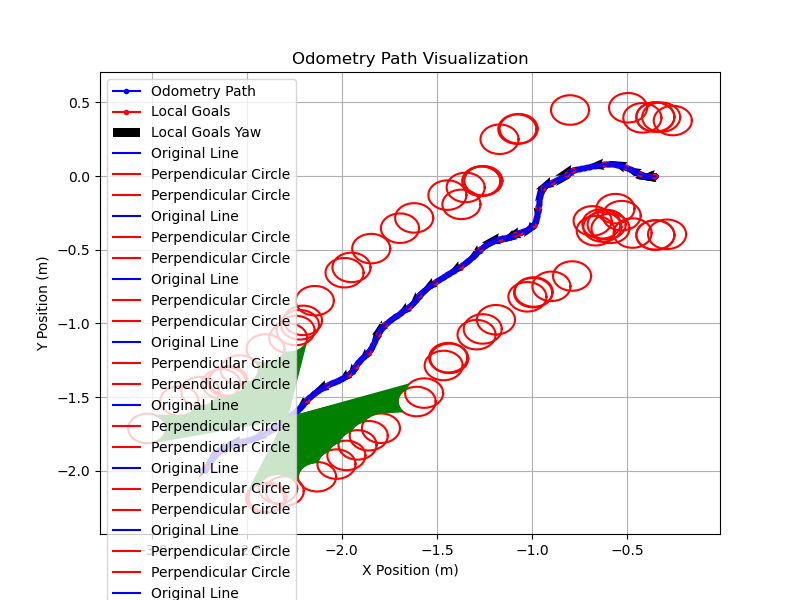 Odometry Path Visualization
Odometry Path
Local Goals
Local Goals Yaw
Original Line
Perpendicular Circle
Perpendicular Circle
Original Line
Perpendicular Circle
Perpendicular Circle
Original Line
Perpendicular Circle
Perpendicular Circle
Original Line
Perpendicular Circle
Perpendicular Circle
Original Line
Perpendicular Circle
Perpendicular Circle
Original Line
Perpendicular Circle
Perpendicular Circle
Original Line
Perpendicular Circle
Perpendicular Circle
Original Line
0.5
0.0
−0.5
−1.0
−1.5
−2.0
Y Position (m)
−2.0 −1.5 −1.0 −0.5
X Position (m)